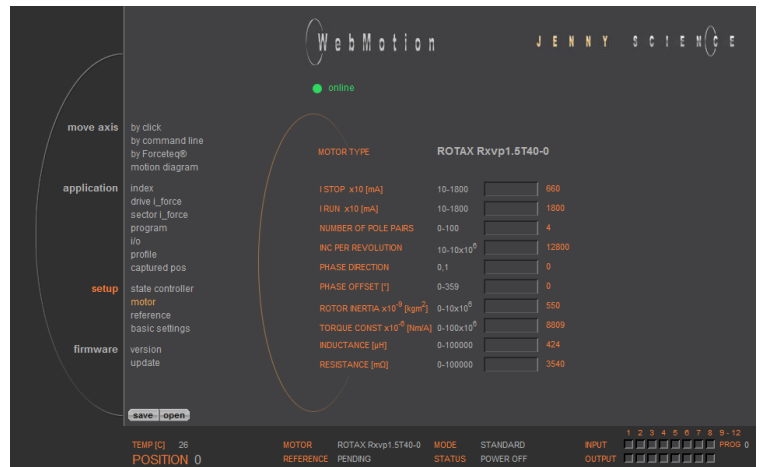 WebMotion JENNY SCIENCE
online
move axis by click
by command line
by Forceteq®
motion diagram
MOTOR TYPE ROTAX Rxvp1.5T40-0
application index
drive i_force
sector i_force
program
i/o
profile
captured pos
setup state controller
motor
reference
basic settings
firmware version
update
I STOP x10 [mA] 10-1800 660
I RUN x10 [mA] 10-1800 1800
NUMBER OF POLE PAIRS 0-100 4
INC PER REVOLUTION 10-10x10⁶ 12800
PHASE DIRECTION 0,1 0
PHASE OFFSET [°] 0-359 0
ROTOR INERTIA x10⁻⁹ [kgm²] 0-10x10⁶ 550
TORQUE CONST x10⁻⁶ [Nm/A] 0-100x10⁶ 8809
INDUCTANCE [µH] 0-100000 424
RESISTANCE [mΩ] 0-100000 3540
save open
1 2 3 4 5 6 7 8 9-12
TEMP [C] 26 MOTOR ROTAX Rxvp1.5T40-0 MODE STANDARD INPUT PROG 0
POSITION 0 REFERENCE PENDING STATUS POWER OFF OUTPUT